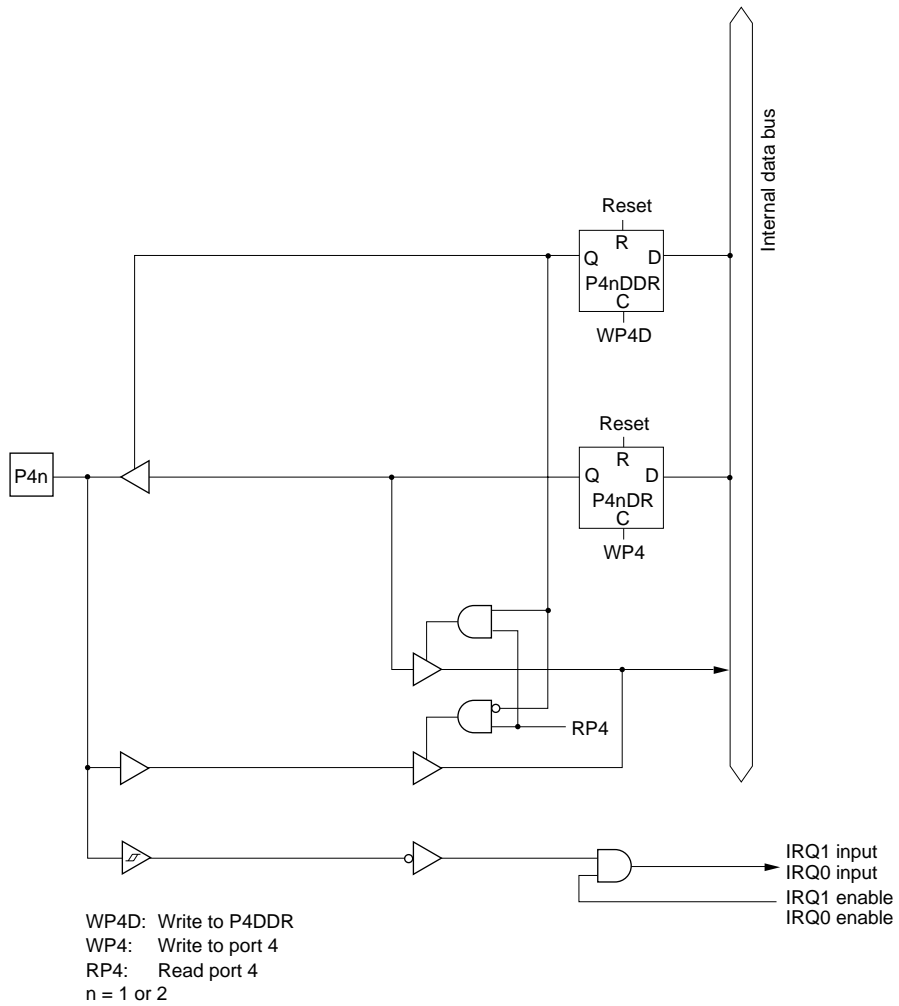 Internal data bus
Reset
R
Q D
P4nDDR
C
WP4D
Reset
R
P4n
Q D
P4nDR
C
WP4
RP4
IRQ1 input
IRQ0 input
IRQ1 enable
IRQ0 enable
WP4D: Write to P4DDR
WP4: Write to port 4
RP4: Read port 4
n = 1 or 2